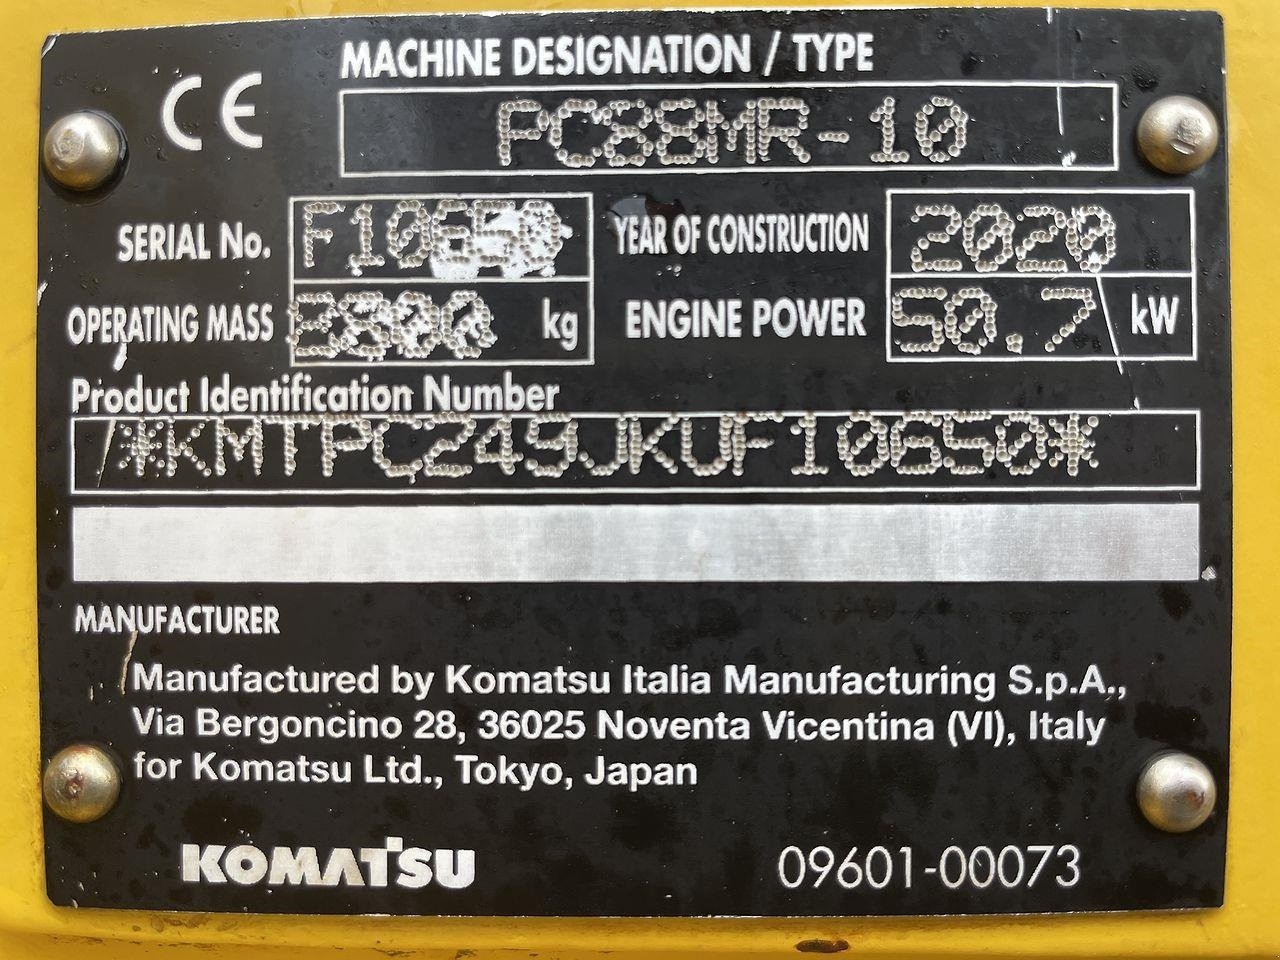 CE
MACHINE DESIGNATION / TYPE
PC88MR-10
SERIAL No. F10650
YEAR OF CONSTRUCTION 2020
OPERATING MASS kg
ENGINE POWER 50.7 kW
Product Identification Number
*KMTPC249JKUF10650*
MANUFACTURER
Manufactured by Komatsu Italia Manufacturing S.p.A.,
Via Bergoncino 28, 36025 Noventa Vicentina (VI), Italy
for Komatsu Ltd., Tokyo, Japan
KOMATSU
09601-00073